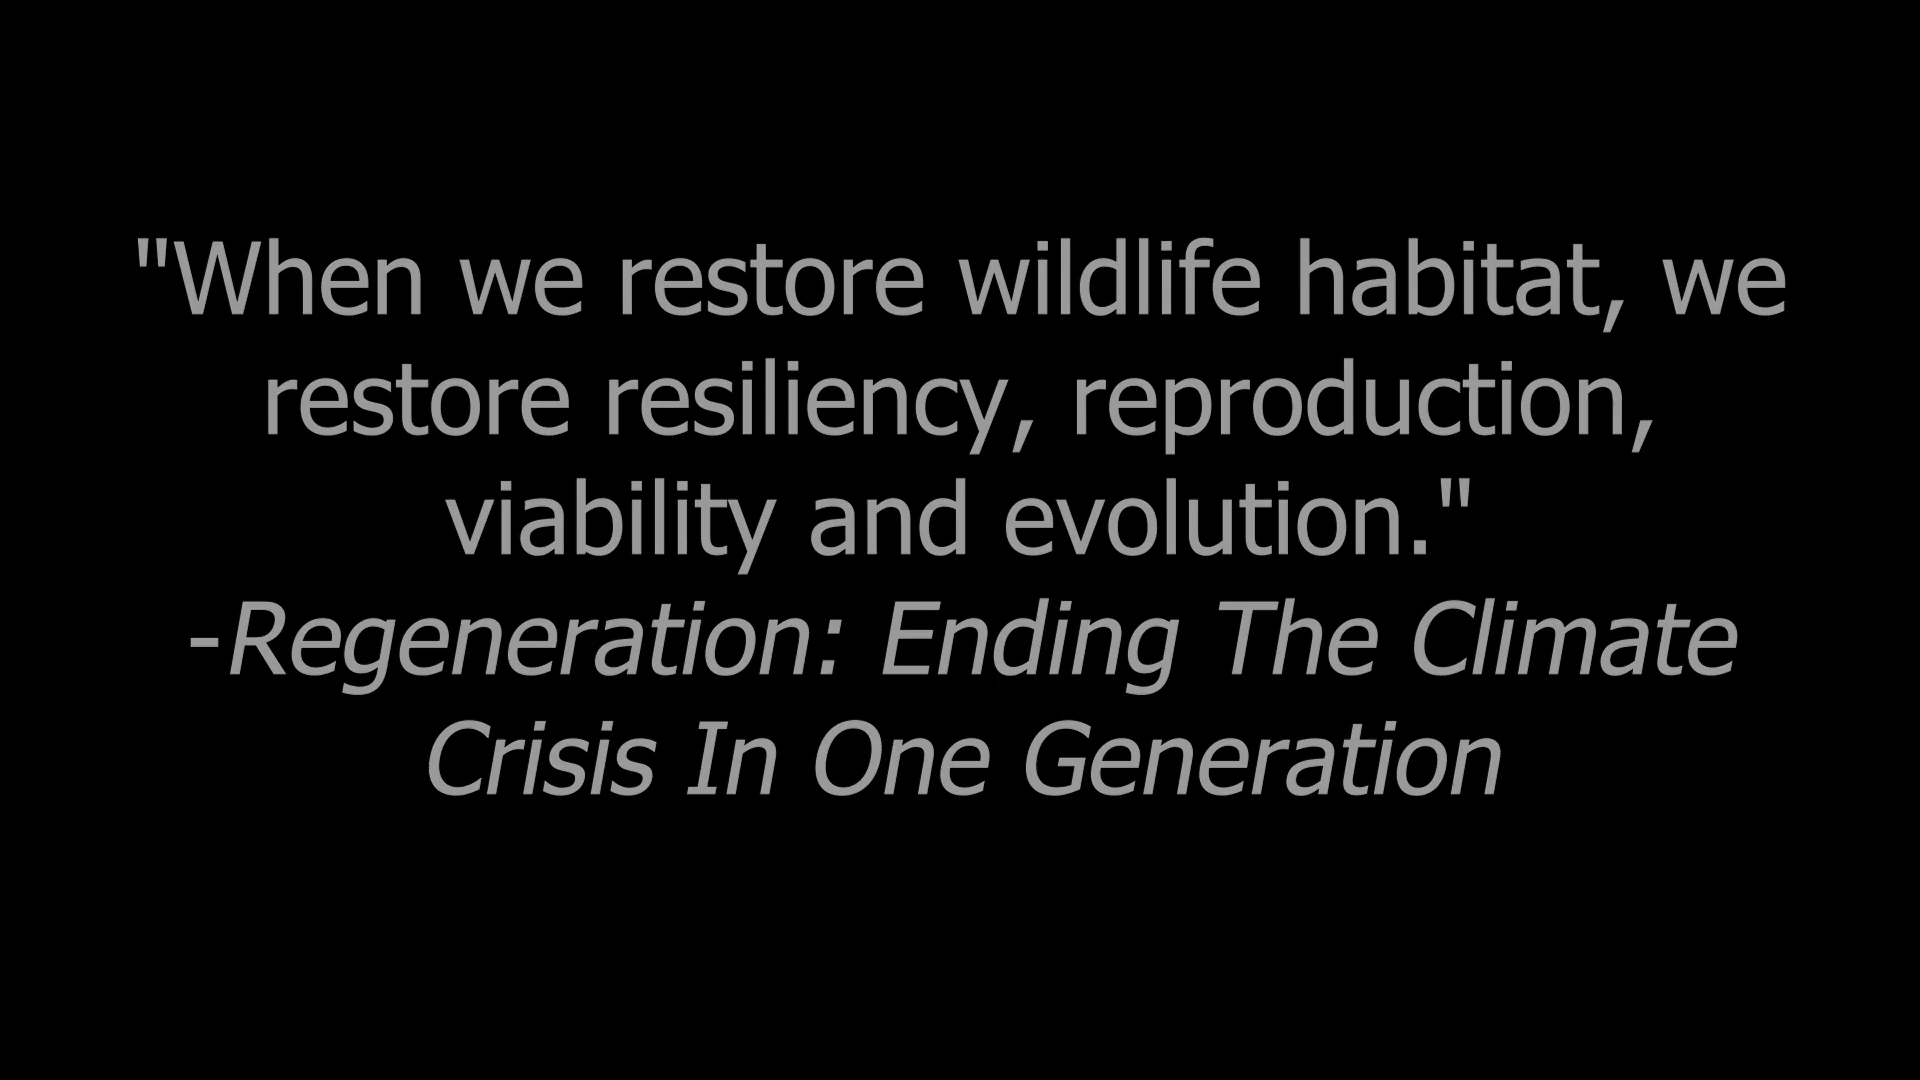 "When we restore wildlife habitat, we
restore resiliency, reproduction,
viability and evolution."
-Regeneration: Ending The Climate
Crisis In One Generation